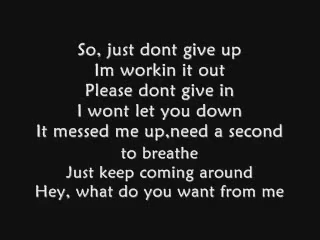 So, just dont give up
Im workin it out
Please dont give in
I wont let you down
It messed me up,need a second
to breathe
Just keep coming around
Hey, what do you want from me